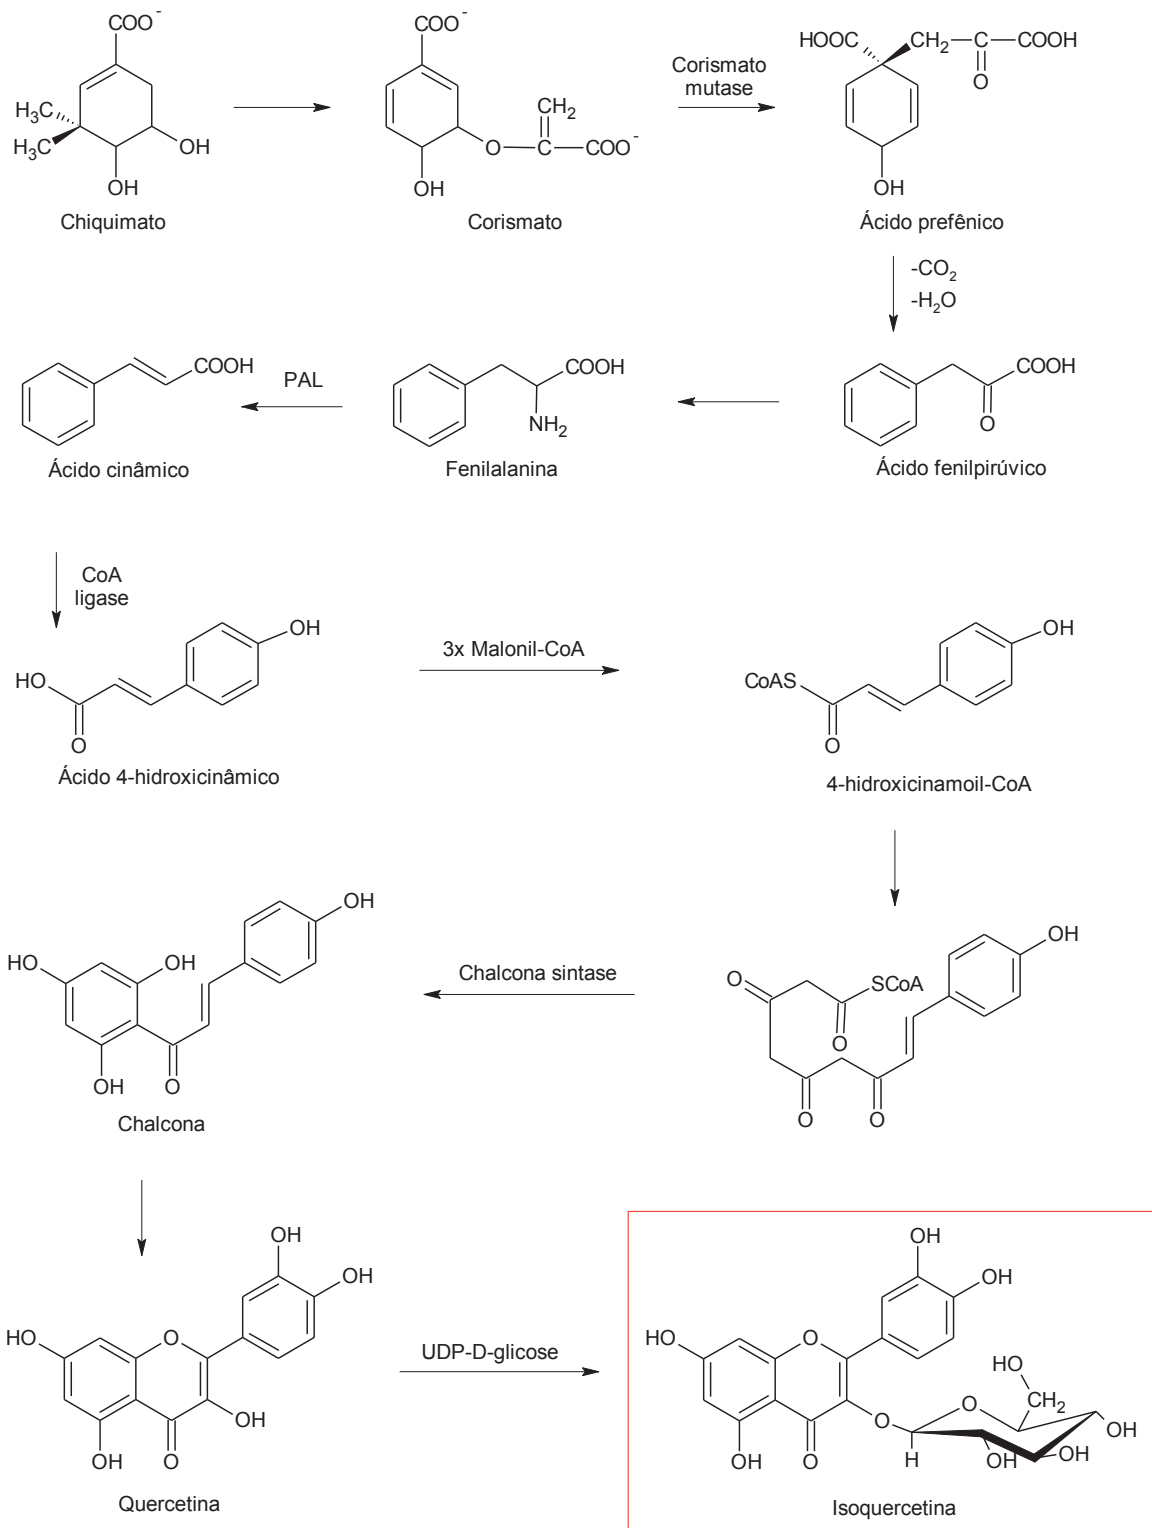 COO-
H3C
H3C
OH
OH
Chiquimato
COO-
CH2
O
C
COO-
OH
Corismato
Corismato
mutase
HOOC
CH2
C
COOH
O
OH
Ácido prefênico
-CO2
-H2O
COOH
Ácido cinâmico
PAL
COOH
NH2
Fenilalanina
COOH
O
Ácido fenilpirúvico
CoA
ligase
OH
HO
O
Ácido 4-hidroxicinâmico
3x Malonil-CoA
OH
CoAS
O
4-hidroxicinamoil-CoA
OH
HO
OH
OH
O
Chalcona
Chalcona sintase
OH
O
SCoA
O
O
O
OH
OH
HO
O
OH
OH
O
Quercetina
UDP-D-glicose
OH
OH
HO
O
HO
CH2
O
O
OH
H
OH
OH
OH
O
Isoquercetina